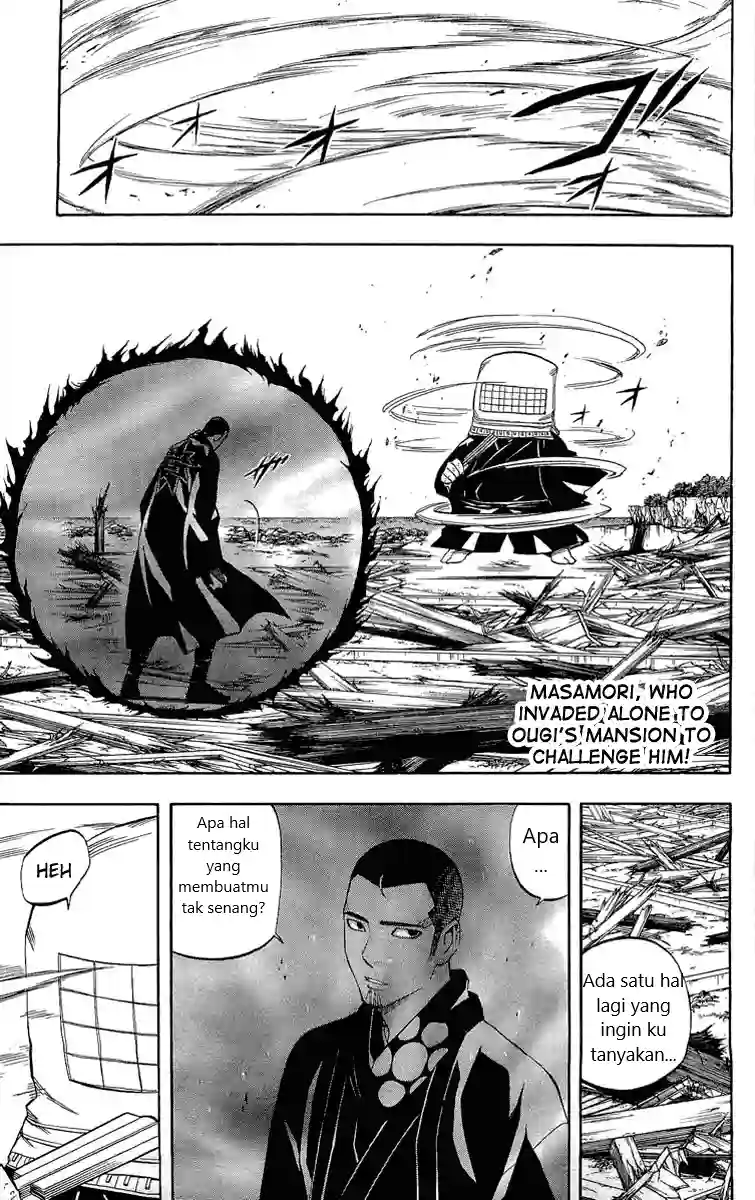 MASAMORI, WHO
INVADED ALONE TO
OUGI'S MANSION TO
CHALLENGE HIM!
Ada satu hal
lagi yang
ingin ku
tanyakan...
Apa
...
Apa hal
tentangku
yang
membuatmu
tak senang?
HEH